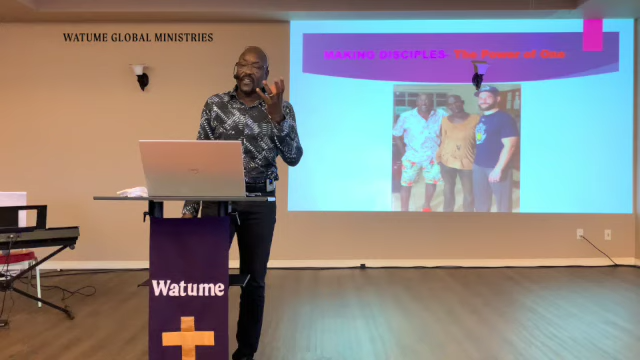 WATUME GLOBAL MINISTRIES
MAKING DISCIPLES- The Power of One
Watume